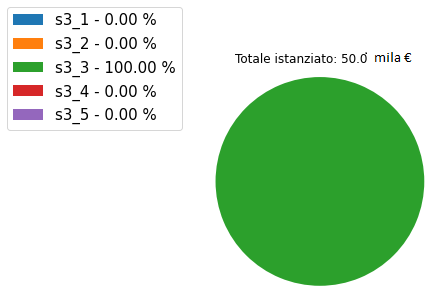 s3_1 - 0.00 %
s3_2 - 0.00 %
s3_3 - 100.00 %
s3_4 - 0.00 %
s3_5 - 0.00 %
Totale istanziato: 50.0 mila €